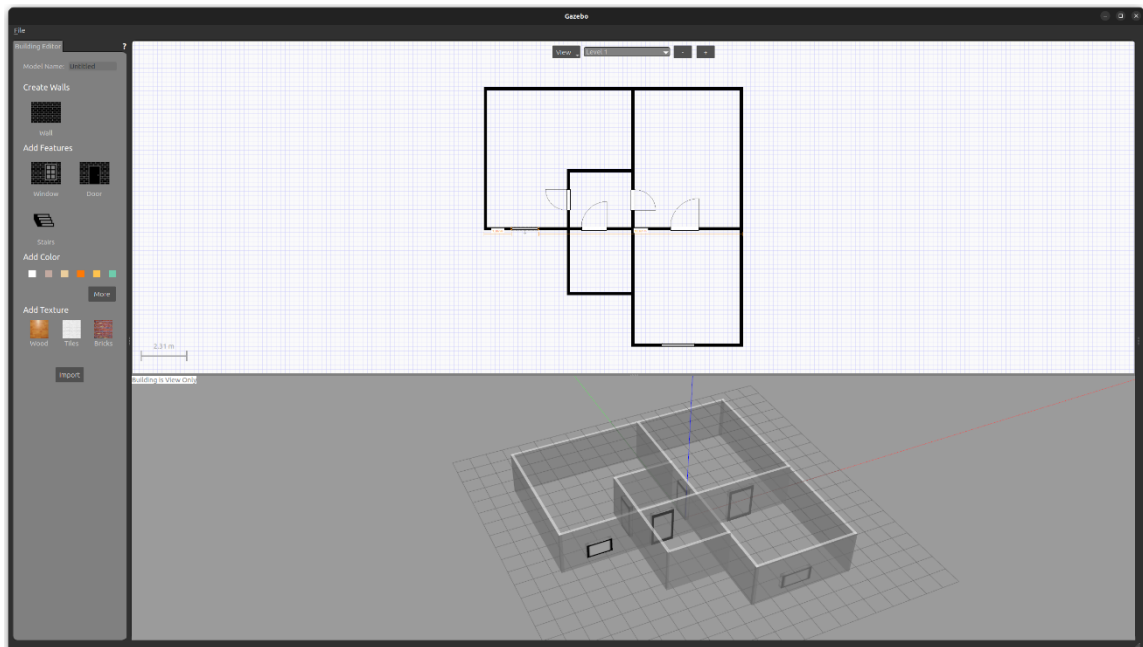 Gazebo
File
Building Editor
?
Model Name: Untitled
Create Walls
Wall
Add Features
Window Door
Stairs
Add Color
More
Add Texture
Wood Tiles Bricks
Import
View Level 1 - +
2.31 m
Building is View Only